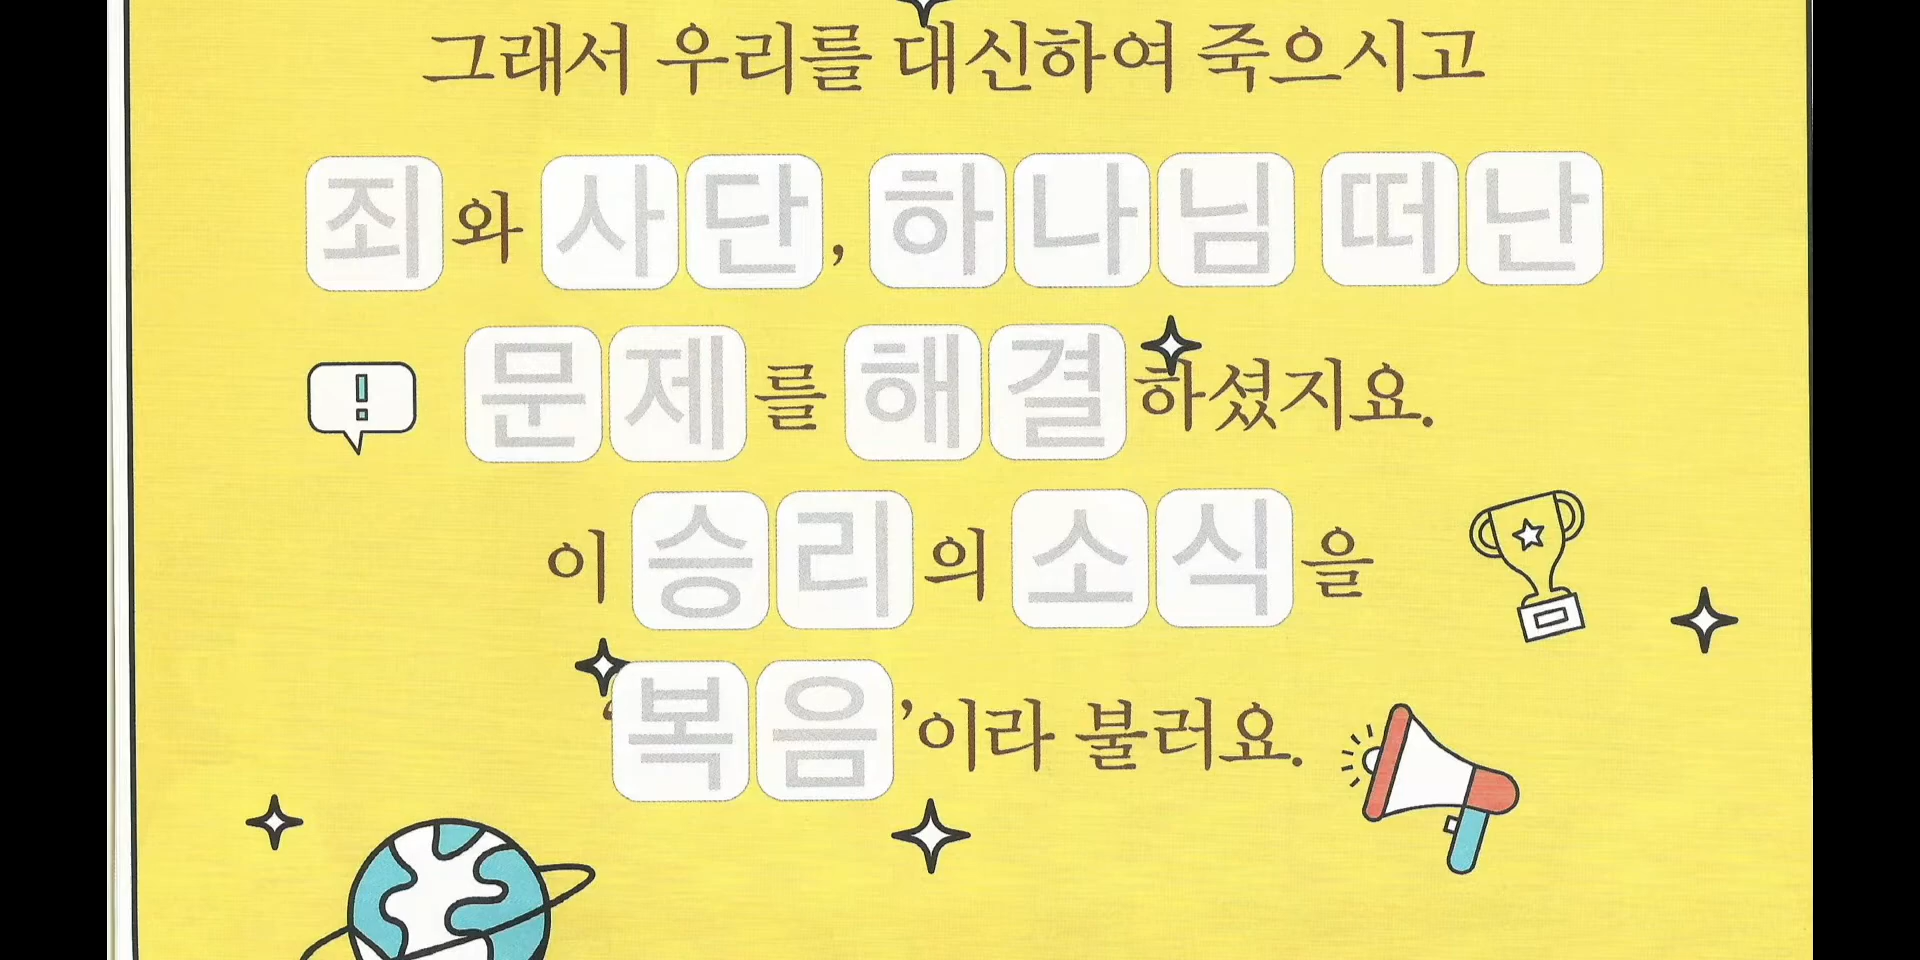 그래서 우리를 대신하여 죽으시고
죄와 사단, 하나님 떠난
문제를 해결하셨지요.
이 승리의 소식을
‘복음’이라 불러요.